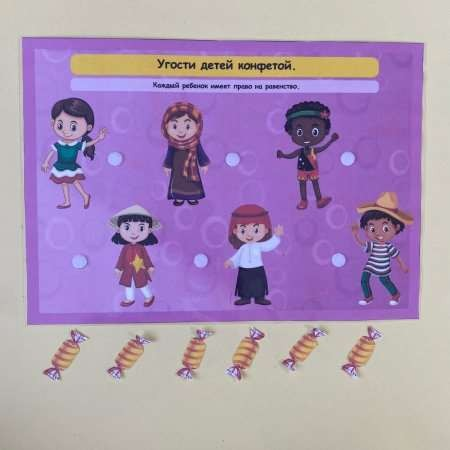 Угости детей конфетой.
Каждый ребенок имеет право на равенство.